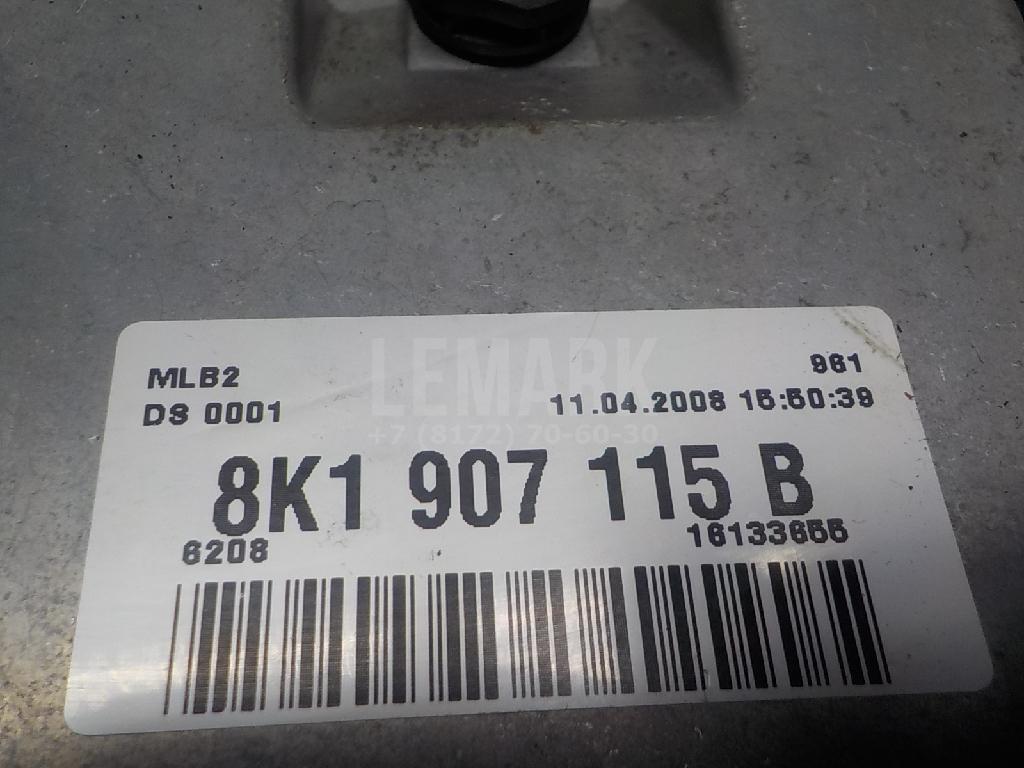 MLB2
961
DS 0001
11.04.2008 15:50:39
LEMARK
+7 (8172) 70-60-30
8K1 907 115 B
6208
16133655